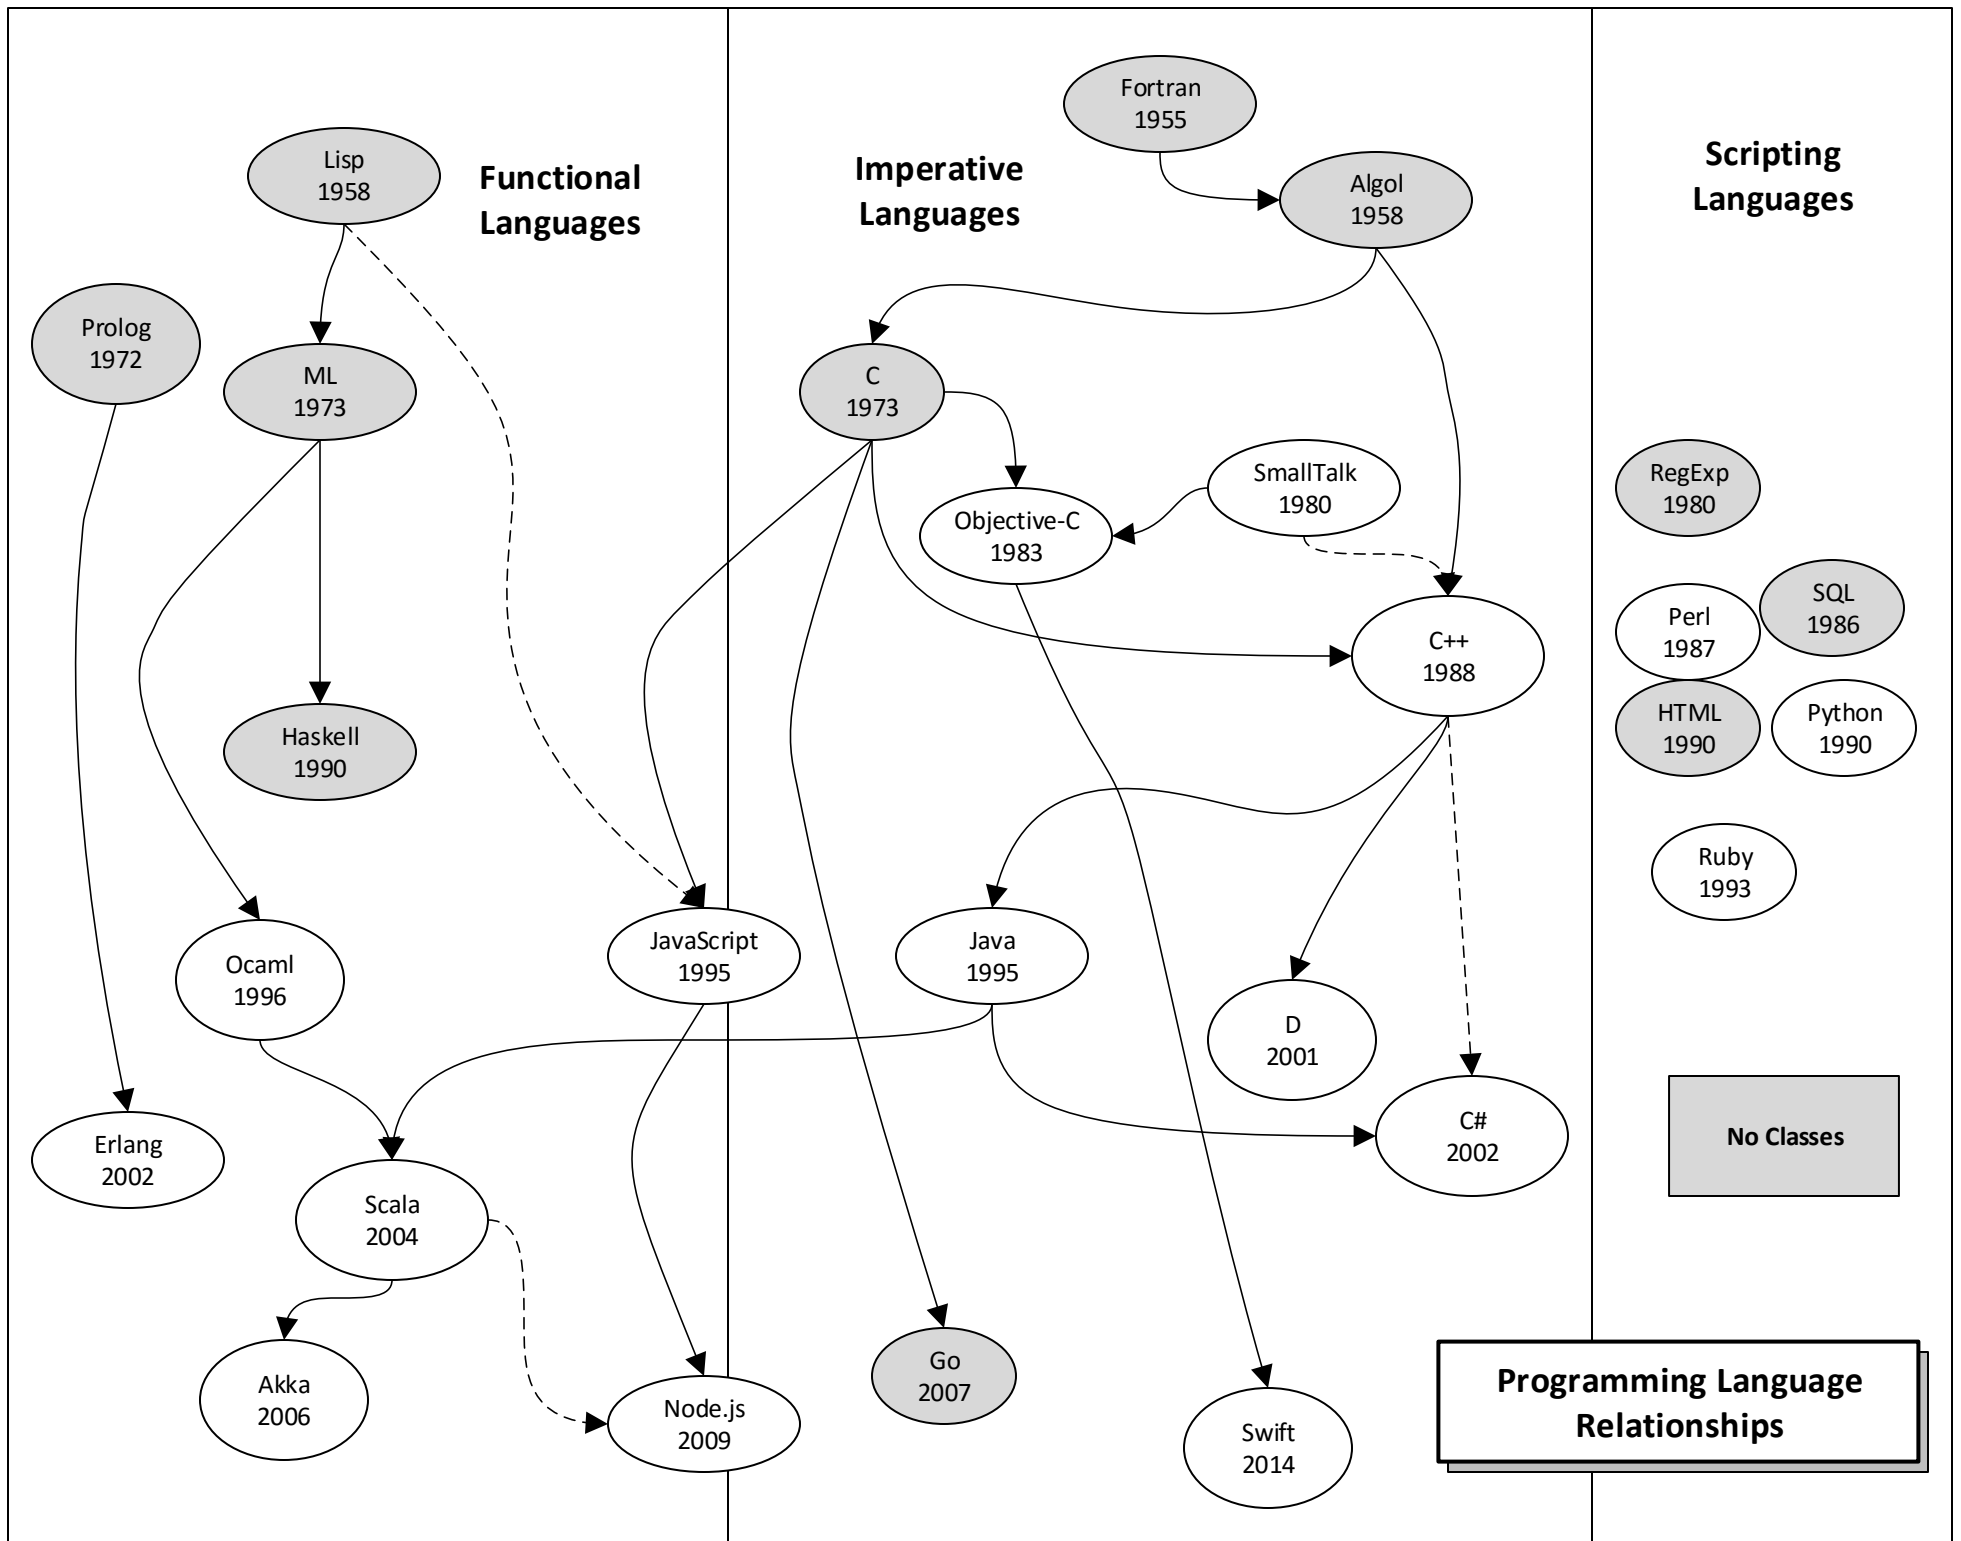 Fortran
1955
Lisp
1958
Functional
Languages
Imperative
Languages
Algol
1958
Scripting
Languages
Prolog
1972
ML
1973
C
1973
SmallTalk
1980
RegExp
1980
Objective-C
1983
SQL
1986
Perl
1987
C++
1988
HTML
1990
Python
1990
Haskell
1990
Ruby
1993
JavaScript
1995
Java
1995
Ocaml
1996
D
2001
C#
2002
No Classes
Erlang
2002
Scala
2004
Akka
2006
Node.js
2009
Go
2007
Swift
2014
Programming Language
Relationships